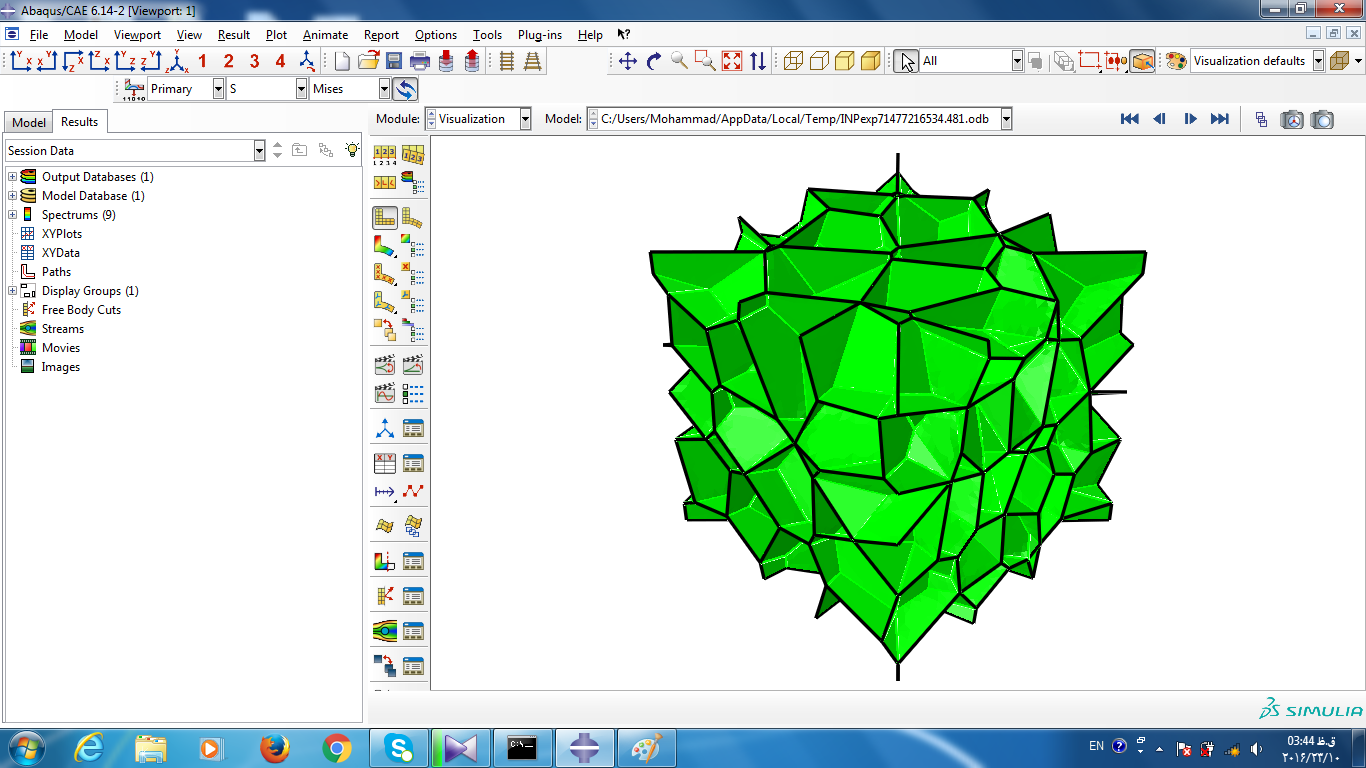 Abaqus/CAE 6.14-2 [Viewport: 1]
File Model Viewport View Result Plot Animate Report Options Tools Plug-ins Help
1 2 3 4 All Visualization defaults
Primary S Mises
Model Results Module: Visualization Model: C:/Users/Mohammad/AppData/Local/Temp/INPexp71477216534.481.odb
Session Data
Output Databases (1)
Model Database (1)
Spectrums (9)
XYPlots
XYData
Paths
Display Groups (1)
Free Body Cuts
Streams
Movies
Images
SIMULIA
EN 03:44 ق.ظ
۲۰۱۶/۲۳/۱۰